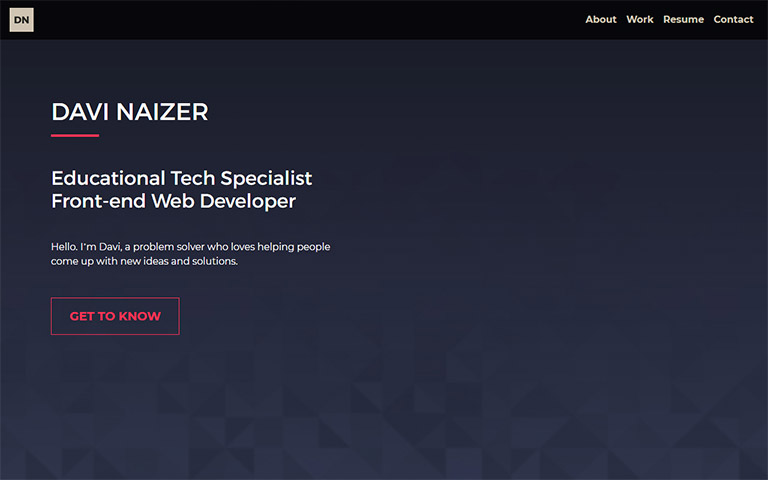 DN
About Work Resume Contact
DAVI NAIZER
Educational Tech Specialist
Front-end Web Developer
Hello. I'm Davi, a problem solver who loves helping people
come up with new ideas and solutions.
GET TO KNOW